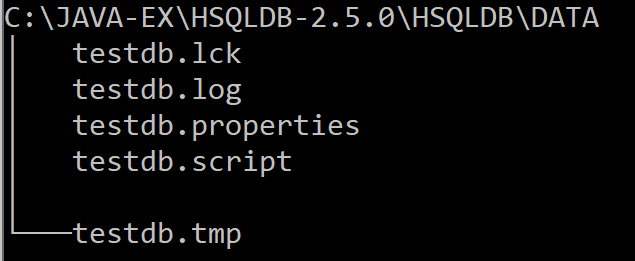 C:\JAVA-EX\HSQLDB-2.5.0\HSQLDB\DATA
testdb.lck
testdb.log
testdb.properties
testdb.script
testdb.tmp